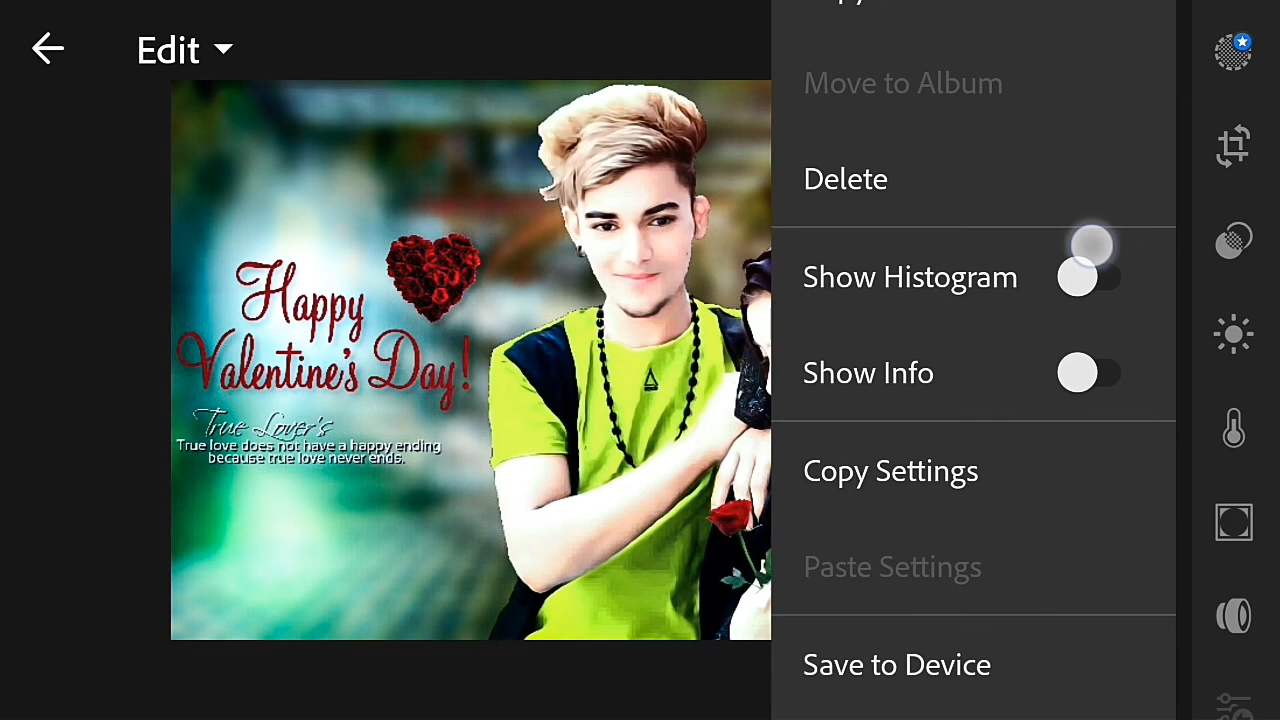 Edit
Move to Album
Delete
Show Histogram
Show Info
Copy Settings
Paste Settings
Save to Device
Happy
Valentine's Day!
True Lover's
True love does not have a happy ending
because true love never ends.